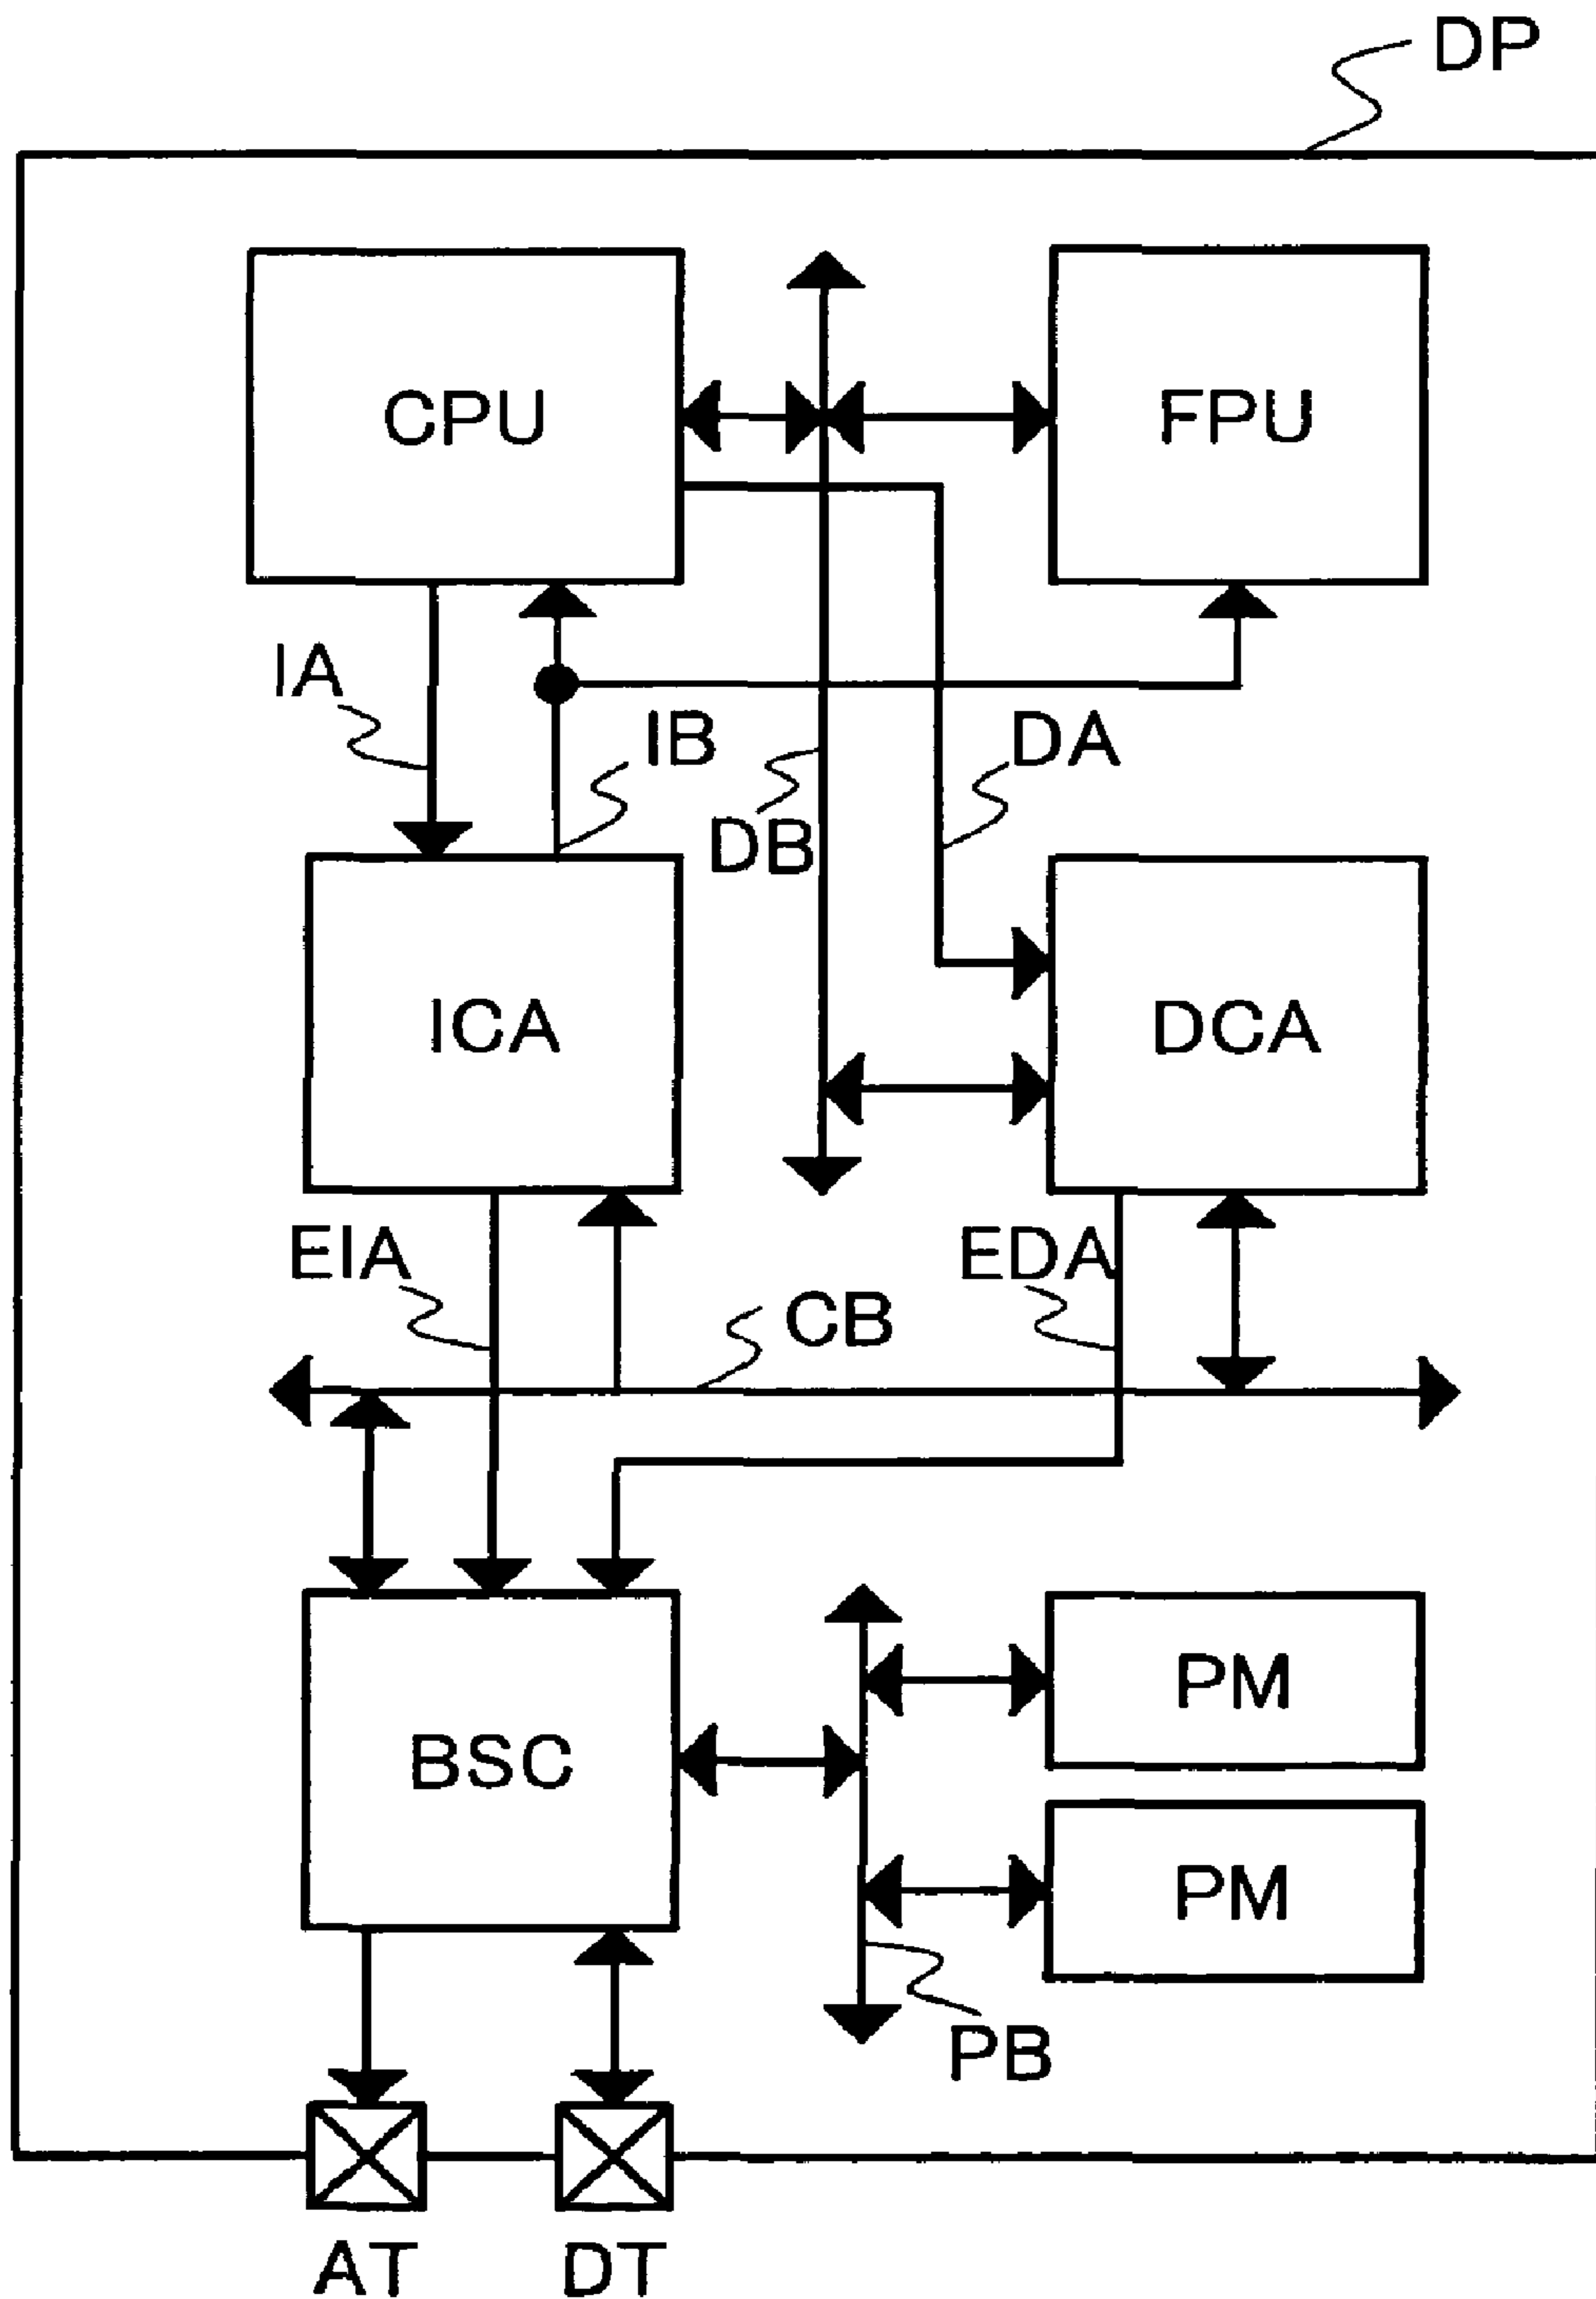 DP
CPU
FPU
IA
IB
DA
DB
ICA
DCA
EIA
EDA
CB
BSC
PM
PM
PB
AT
DT